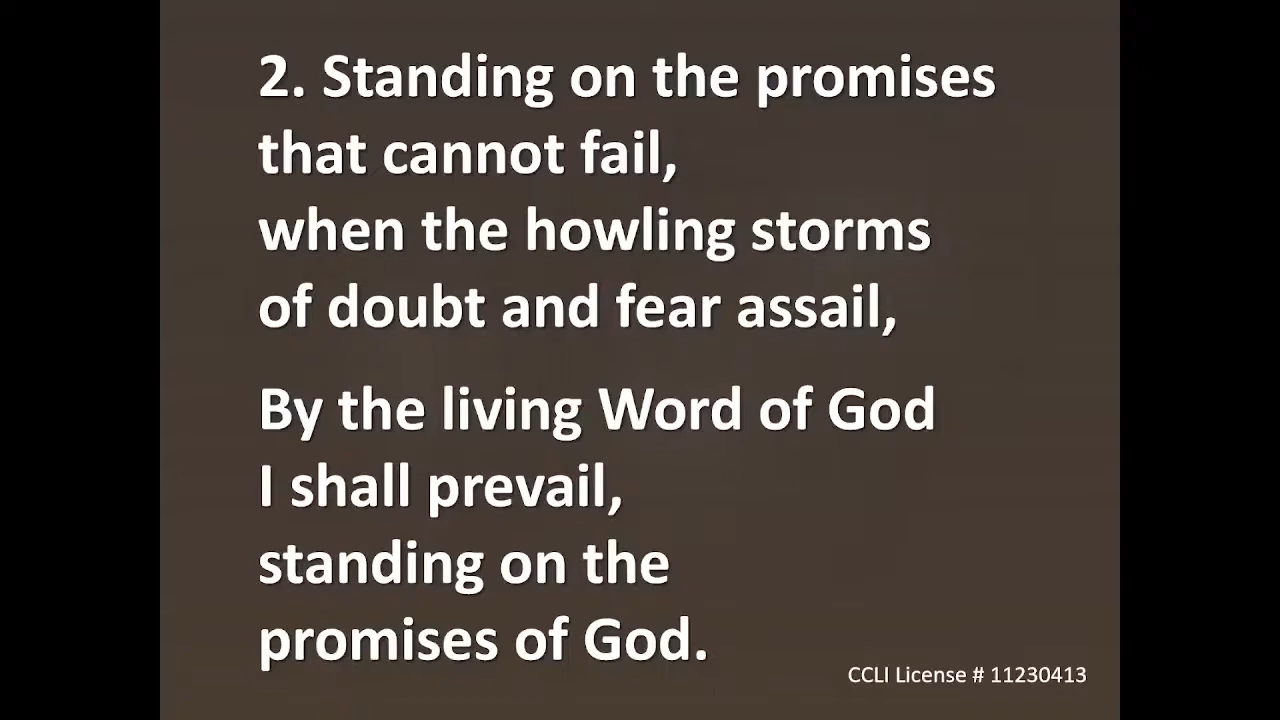 2. Standing on the promises
that cannot fail,
when the howling storms
of doubt and fear assail,
By the living Word of God
I shall prevail,
standing on the
promises of God.
CCLI License # 11230413